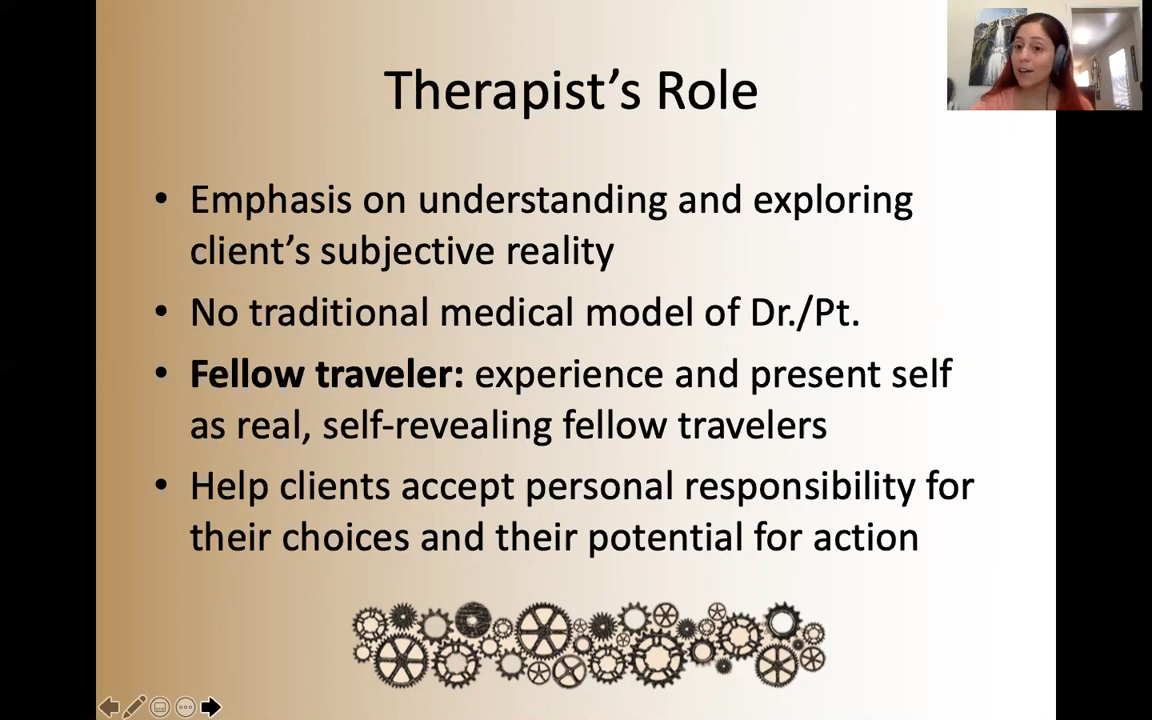 Therapist's Role
• Emphasis on understanding and exploring
client's subjective reality
• No traditional medical model of Dr./Pt.
• Fellow traveler: experience and present self
as real, self-revealing fellow travelers
• Help clients accept personal responsibility for
their choices and their potential for action